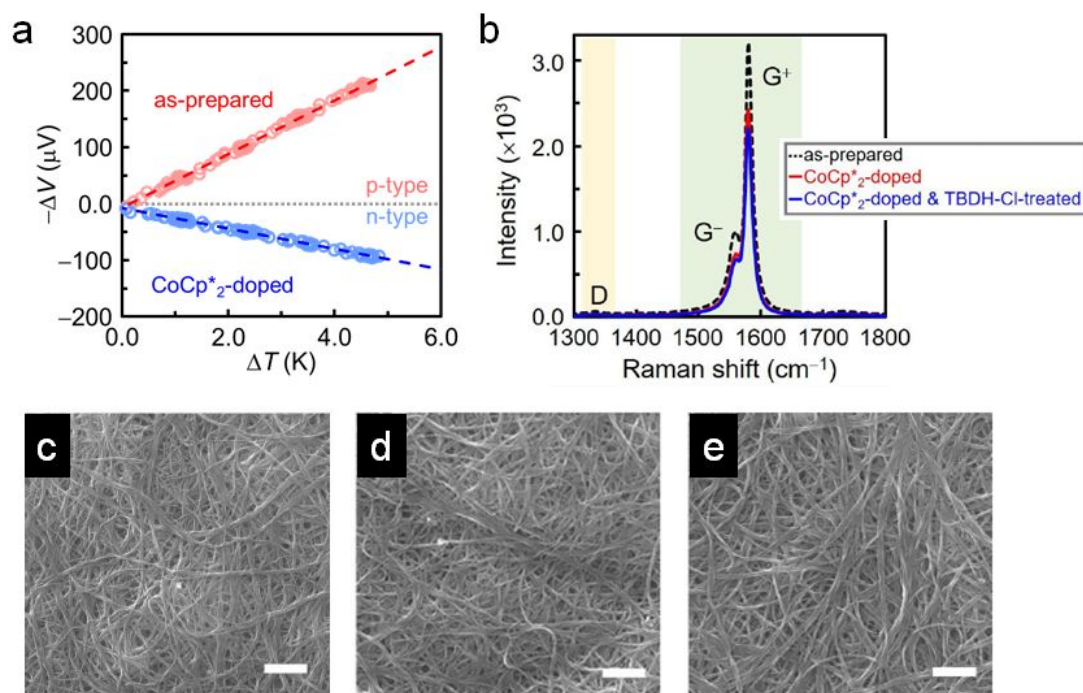 a
300
200
100
0.0
−100
−200
−ΔV (μV)
as-prepared
p-type
n-type
CoCp*₂-doped
0.0 2.0 4.0 6.0
ΔT (K)
b
3.0
2.0
1.0
0.0
Intensity (×10³)
G⁺
G⁻
D
as-prepared
CoCp*₂-doped
CoCp*₂-doped & TBDH-Cl-treated
1300 1400 1500 1600 1700 1800
Raman shift (cm⁻¹)
c
d
e